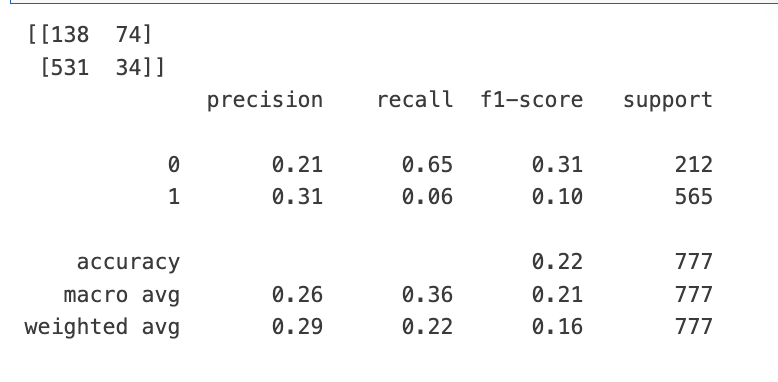 [[138  74]
 [531  34]]
              precision    recall  f1-score   support

           0       0.21      0.65      0.31       212
           1       0.31      0.06      0.10       565

    accuracy                           0.22       777
   macro avg       0.26      0.36      0.21       777
weighted avg       0.29      0.22      0.16       777